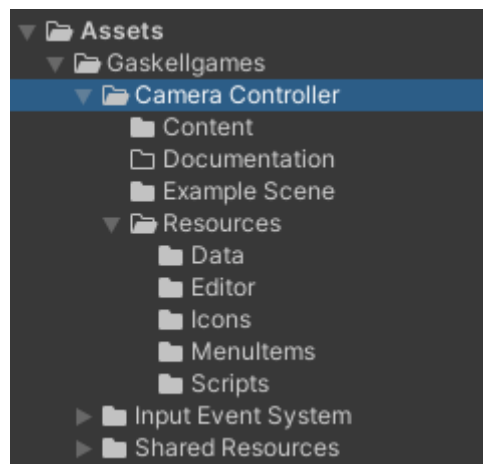 Assets
Gaskellgames
Camera Controller
Content
Documentation
Example Scene
Resources
Data
Editor
Icons
MenuItems
Scripts
Input Event System
Shared Resources